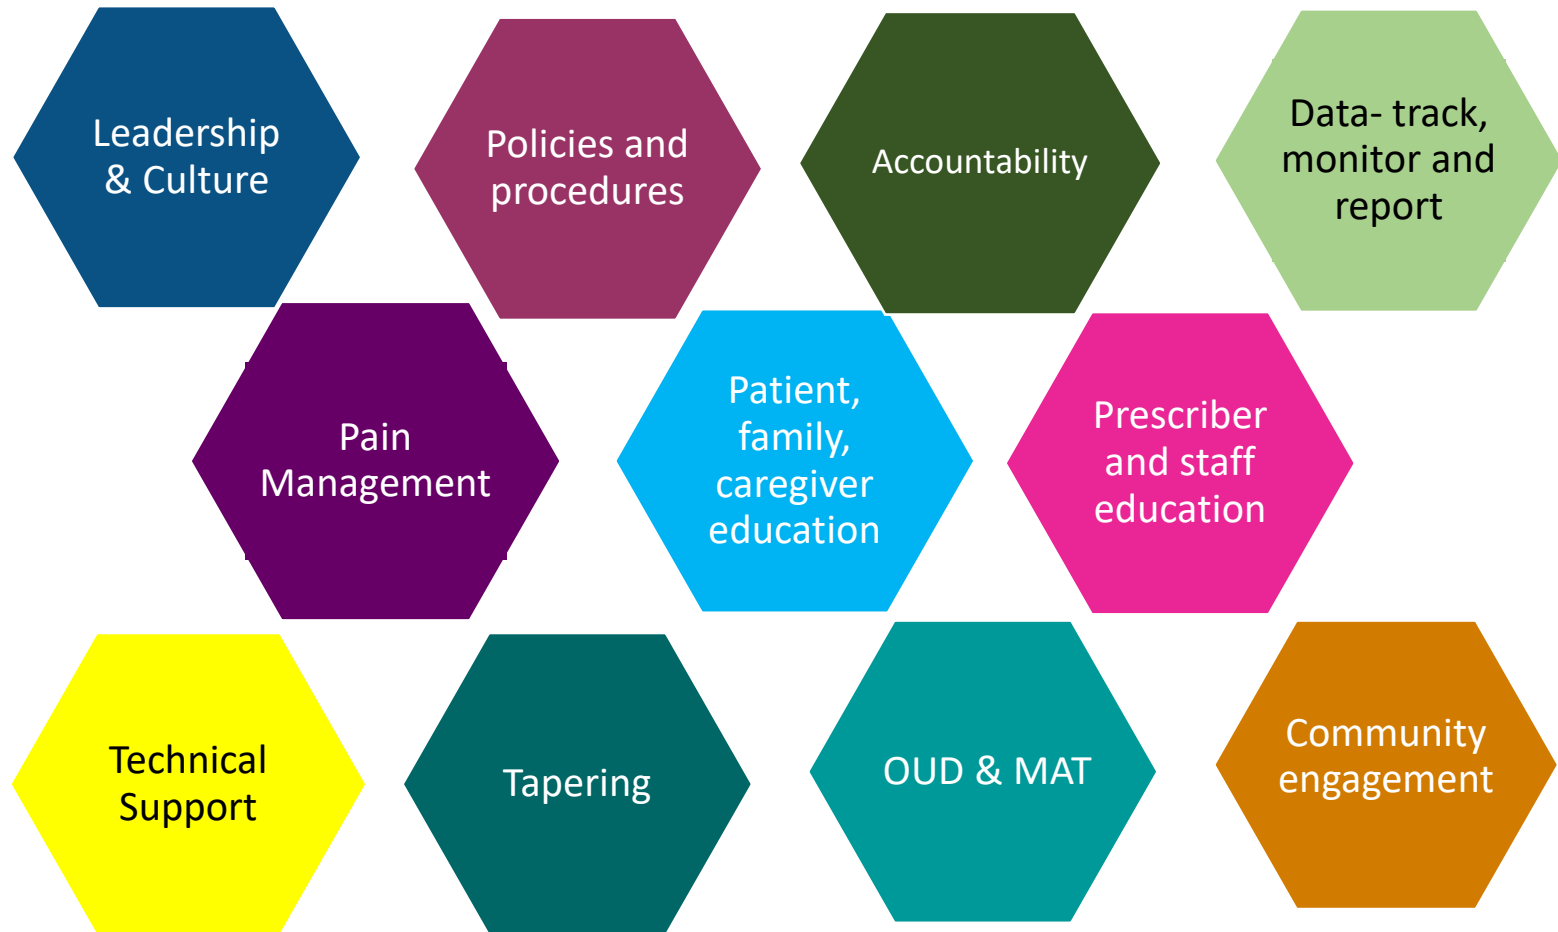 Leadership
& Culture
Policies and
procedures
Accountability
Data- track,
monitor and
report
Pain
Management
Patient,
family,
caregiver
education
Prescriber
and staff
education
Technical
Support
Tapering
OUD & MAT
Community
engagement